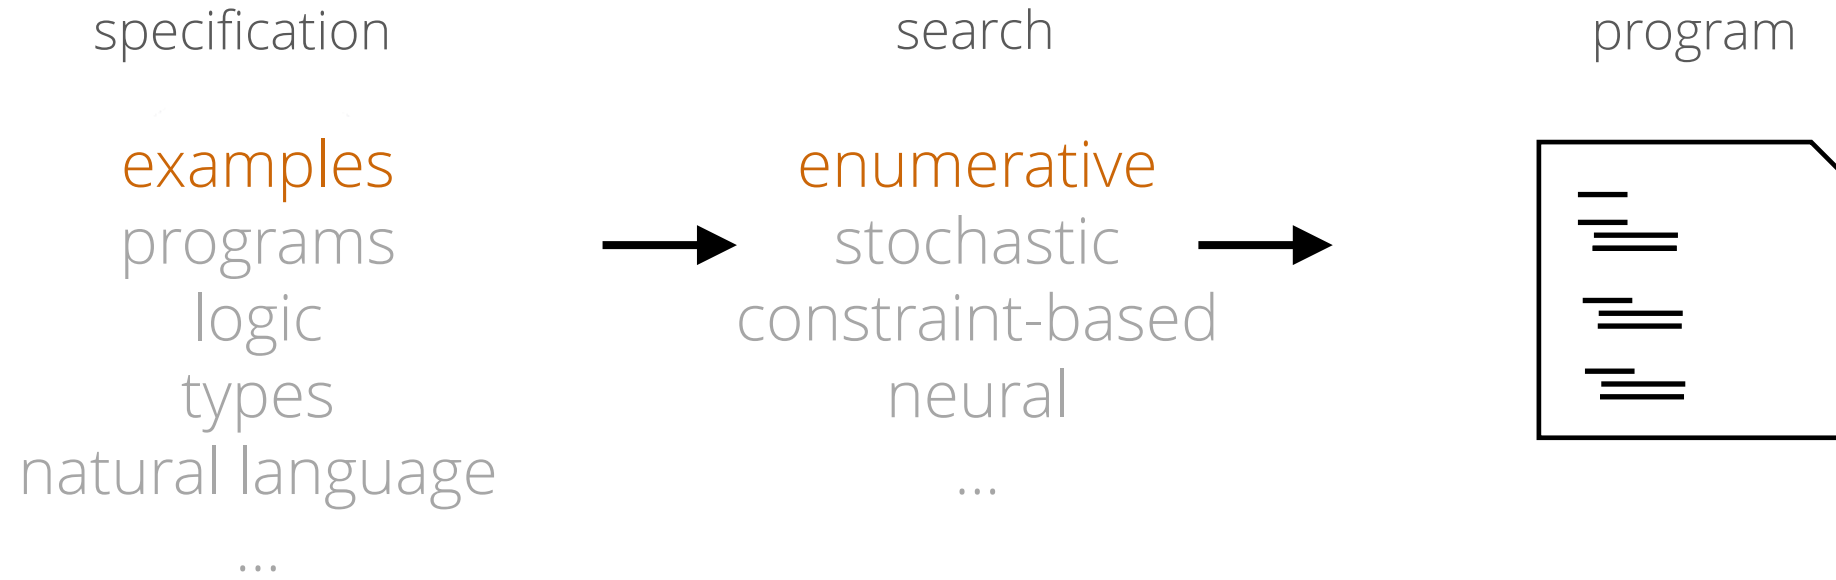 specification
search
program
examples
programs
logic
types
natural language
...
enumerative
stochastic
constraint-based
neural
...